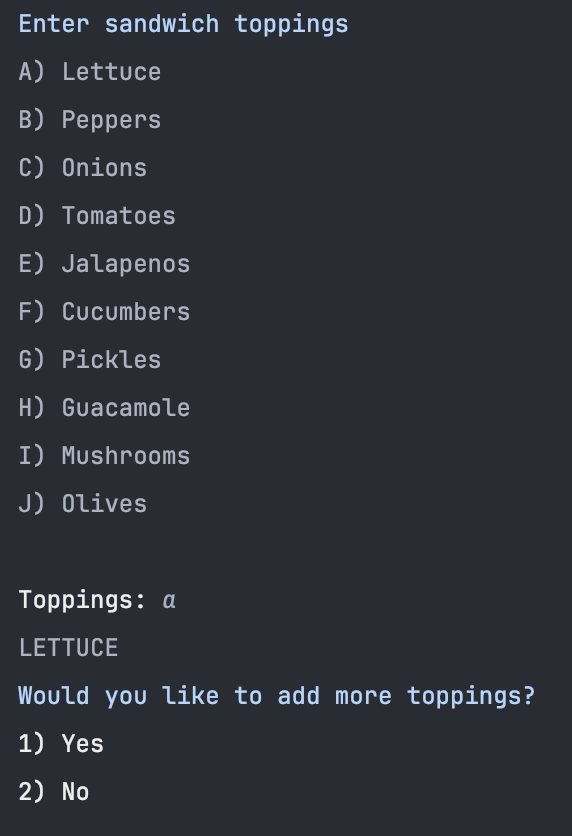 Enter sandwich toppings
A) Lettuce
B) Peppers
C) Onions
D) Tomatoes
E) Jalapenos
F) Cucumbers
G) Pickles
H) Guacamole
I) Mushrooms
J) Olives
Toppings: a
LETTUCE
Would you like to add more toppings?
1) Yes
2) No